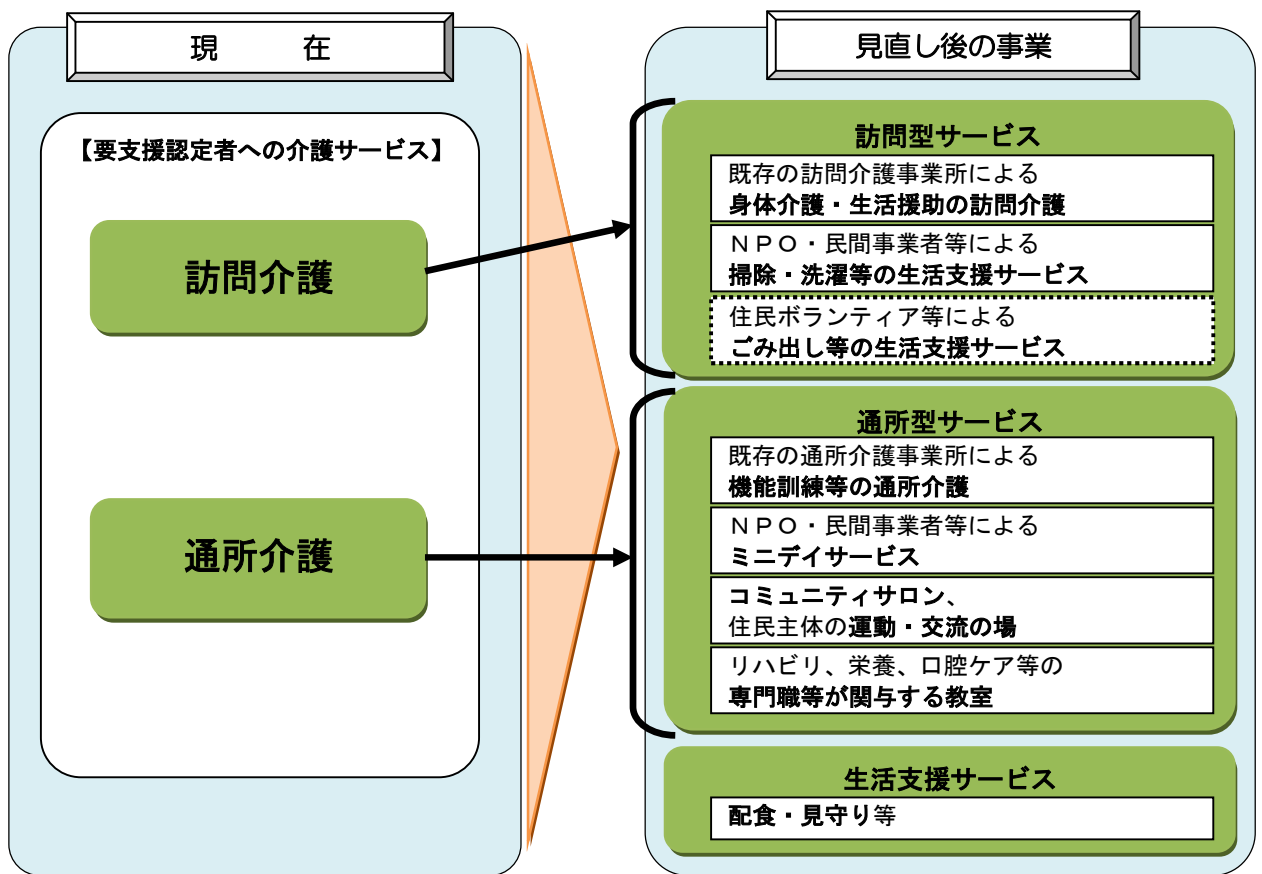 現 在
【要支援認定者への介護サービス】
訪問介護
通所介護
見直し後の事業
訪問型サービス
既存の訪問介護事業所による
身体介護・生活援助の訪問介護
ＮＰＯ・民間事業者等による
掃除・洗濯等の生活支援サービス
住民ボランティア等による
ごみ出し等の生活支援サービス
通所型サービス
既存の通所介護事業所による
機能訓練等の通所介護
ＮＰＯ・民間事業者等による
ミニデイサービス
コミュニティサロン、
住民主体の運動・交流の場
リハビリ、栄養、口腔ケア等の
専門職等が関与する教室
生活支援サービス
配食・見守り等